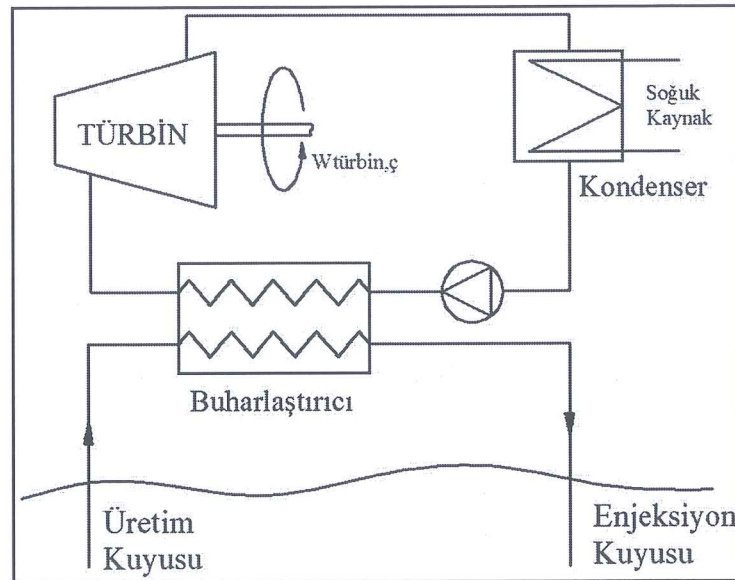 TÜRBİN
Wtürbin,ç
Soğuk
Kaynak
Kondenser
Buharlaştırıcı
Üretim
Kuyusu
Enjeksiyon
Kuyusu